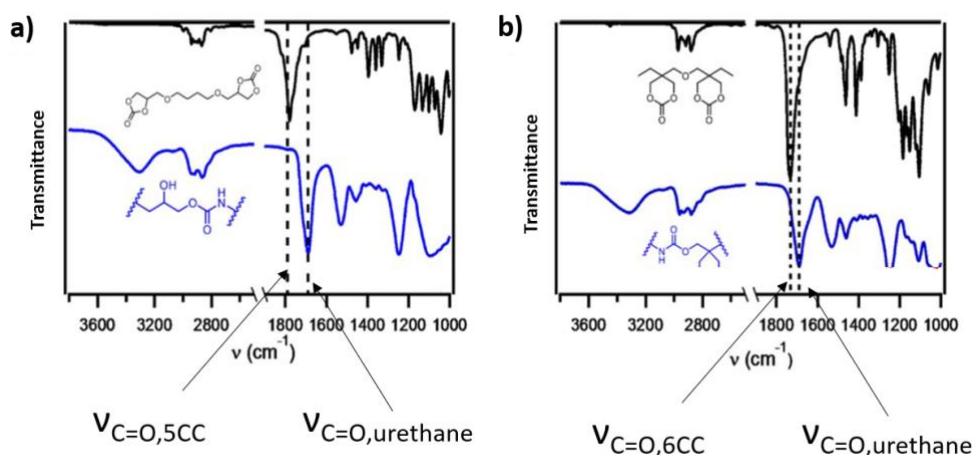 a)
Transmittance
O
O
O
O
O
O
O
O
OH
O
O
N
H
3600 3200 2800 1800 1600 1400 1200 1000
ν (cm-1)
νC=O,5CC
νC=O,urethane
b)
Transmittance
O
O O O O
O O
H
N
O
O
3600 3200 2800 1800 1600 1400 1200 1000
ν (cm-1)
νC=O,6CC
νC=O,urethane